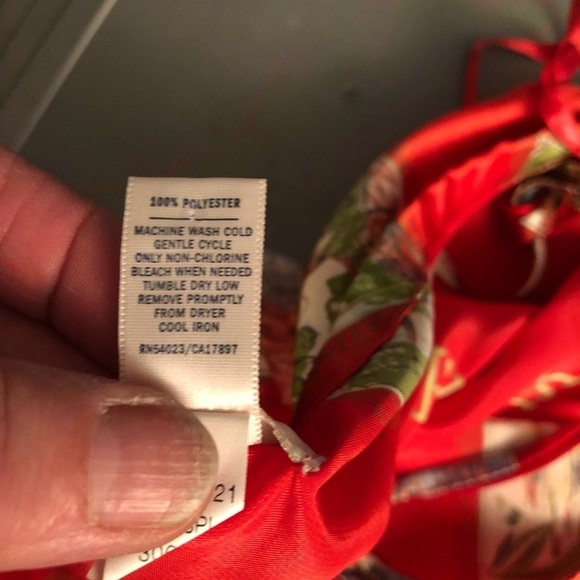 100% POLYESTER
MACHINE WASH COLD
GENTLE CYCLE
ONLY NON-CHLORINE
BLEACH WHEN NEEDED
TUMBLE DRY LOW
REMOVE PROMPTLY
FROM DRYER
COOL IRON
RN54023/CA17897
21